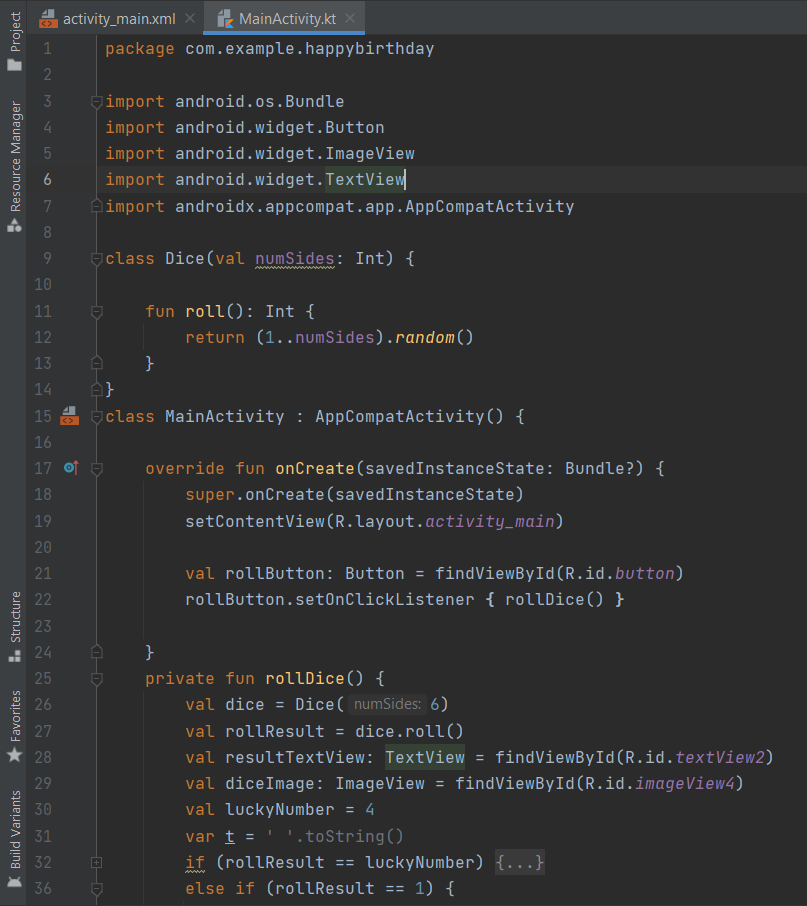 activity_main.xml
MainActivity.kt
Project
Resource Manager
Structure
Favorites
Build Variants
1 package com.example.happybirthday
2
3 import android.os.Bundle
4 import android.widget.Button
5 import android.widget.ImageView
6 import android.widget.TextView
7 import androidx.appcompat.app.AppCompatActivity
8
9 class Dice(val numSides: Int) {
10
11 fun roll(): Int {
12 return (1..numSides).random()
13 }
14 }
15 class MainActivity : AppCompatActivity() {
16
17 override fun onCreate(savedInstanceState: Bundle?) {
18 super.onCreate(savedInstanceState)
19 setContentView(R.layout.activity_main)
20
21 val rollButton: Button = findViewById(R.id.button)
22 rollButton.setOnClickListener { rollDice() }
23
24 }
25 private fun rollDice() {
26 val dice = Dice( numSides: 6)
27 val rollResult = dice.roll()
28 val resultTextView: TextView = findViewById(R.id.textView2)
29 val diceImage: ImageView = findViewById(R.id.imageView4)
30 val luckyNumber = 4
31 var t = ' '.toString()
32 if (rollResult == luckyNumber) {...}
36 else if (rollResult == 1) {